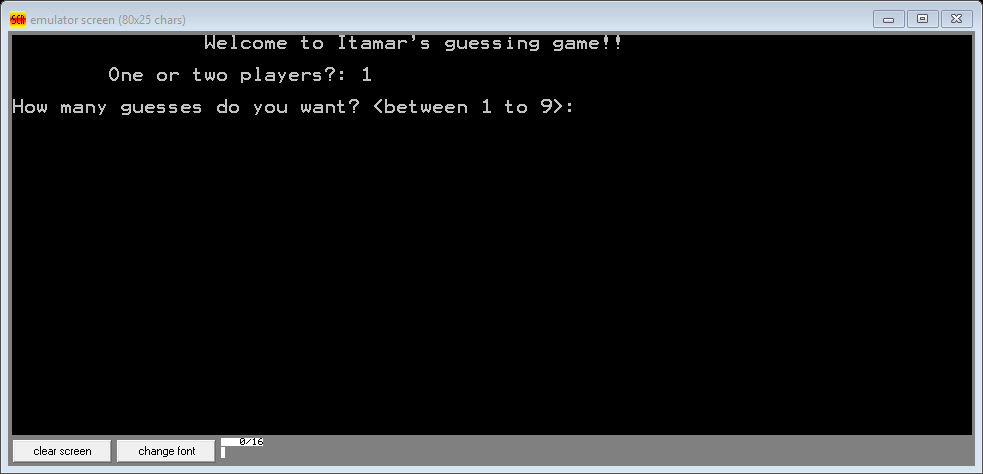 emulator screen (80x25 chars)
Welcome to Itamar's guessing game!!
One or two players?: 1
How many guesses do you want? <between 1 to 9>:
clear screen
change font
0/16